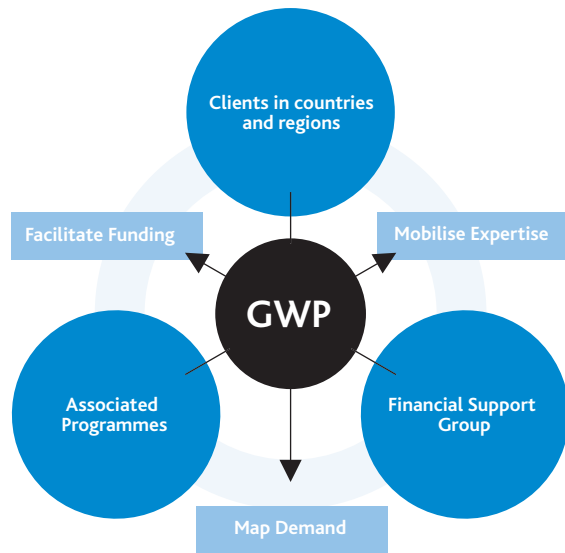 Clients in countries
and regions
Facilitate Funding
Mobilise Expertise
GWP
Associated
Programmes
Financial Support
Group
Map Demand